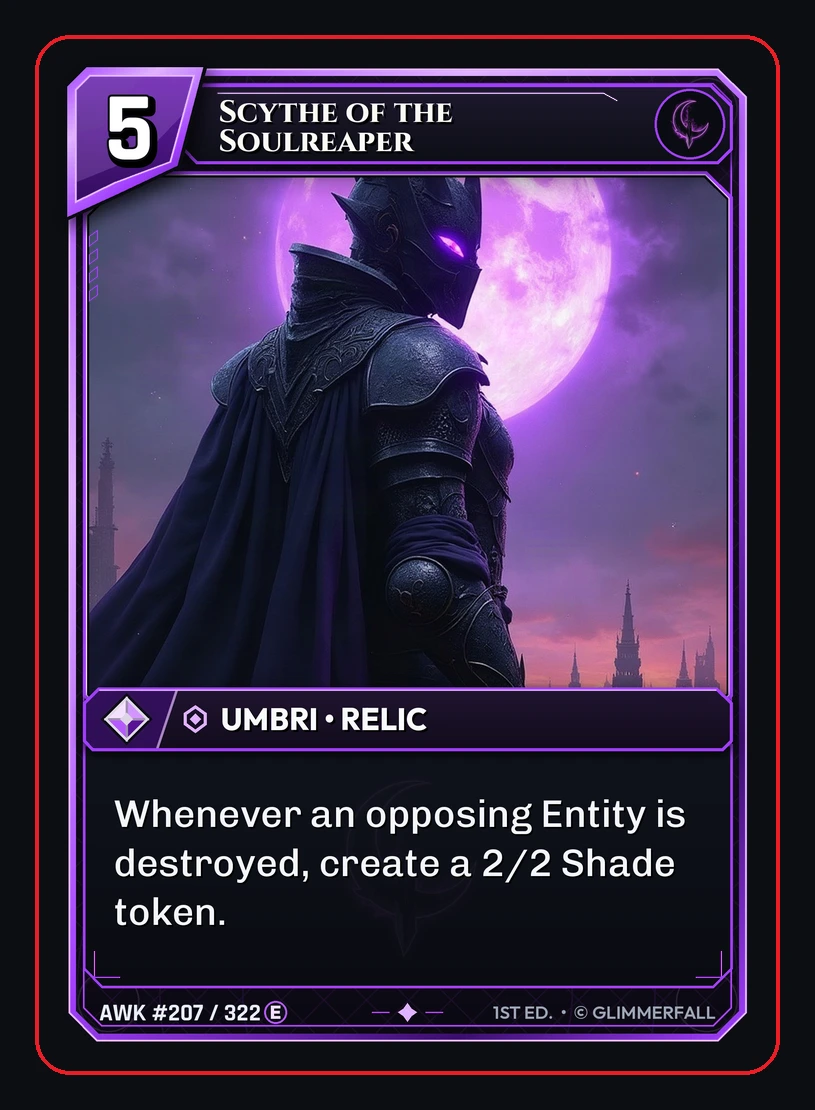 5
SCYTHE OF THE
SOULREAPER
UMBRI • RELIC
Whenever an opposing Entity is
destroyed, create a 2/2 Shade
token.
AWK #207 / 322 E
1ST ED. • © GLIMMERFALL